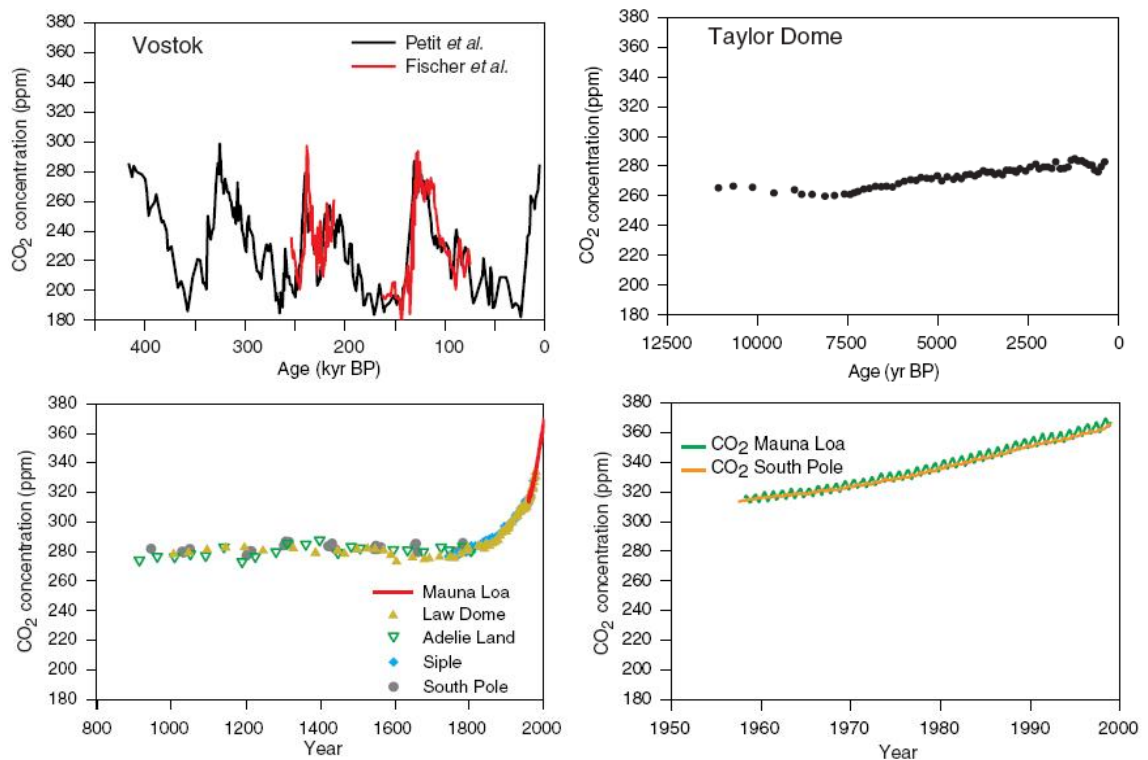 Vostok
Petit et al.
Fischer et al.
CO2 concentration (ppm)
380
360
340
320
300
280
260
240
220
200
180
400 300 200 100 0
Age (kyr BP)
Taylor Dome
CO2 concentration (ppm)
380
360
340
320
300
280
260
240
220
200
180
12500 10000 7500 5000 2500 0
Age (yr BP)
CO2 concentration (ppm)
380
360
340
320
300
280
260
240
220
200
180
Mauna Loa
Law Dome
Adelie Land
Siple
South Pole
800 1000 1200 1400 1600 1800 2000
Year
CO2 concentration (ppm)
380
360
340
320
300
280
260
240
220
200
180
CO2 Mauna Loa
CO2 South Pole
1950 1960 1970 1980 1990 2000
Year